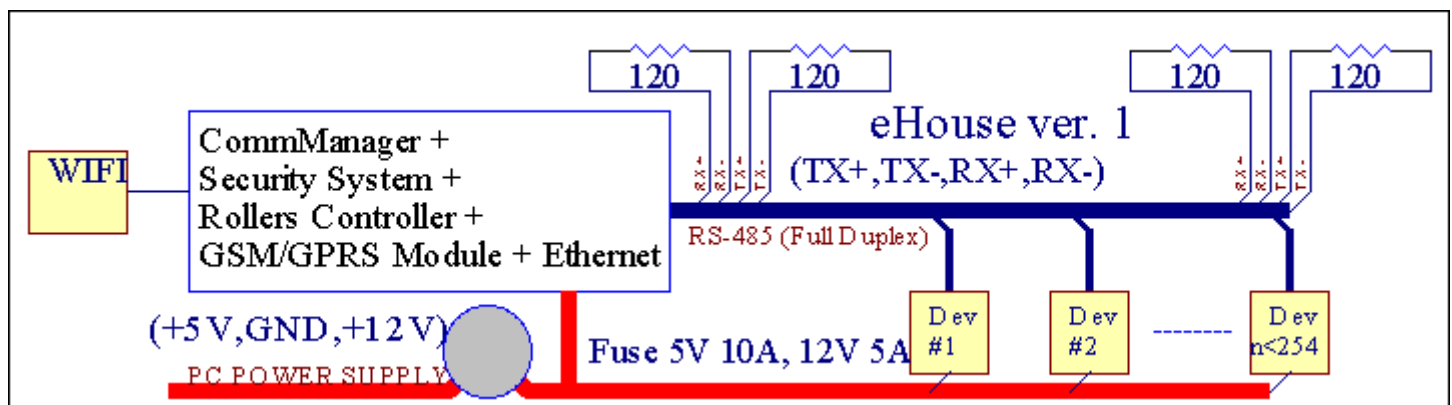 120
120
120
120
eHouse ver. 1
(TX+,TX-,RX+,RX-)
RX+
RX-
TX+
TX-
RX+
RX-
TX+
TX-
WIFI
CommManager +
Security System +
Rollers Controller +
GSM/GPRS Module + Ethernet
RS-485 (Full Duplex)
Dev
#1
Dev
#2
Dev
n<254
(+5V,GND,+12V)
Fuse 5V 10A, 12V 5A
PC POWER SUPPLY